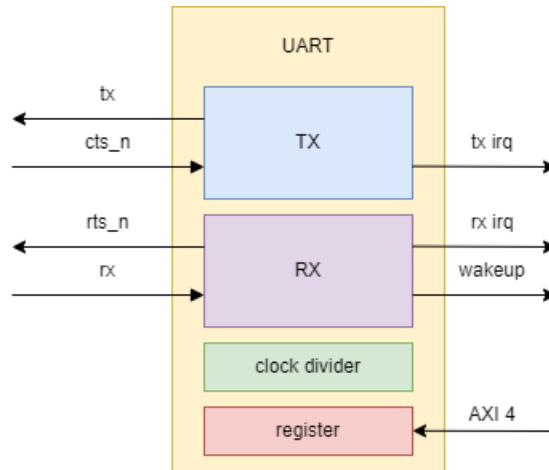 UART
tx
cts_n
TX
tx irq
rts_n
rx
RX
rx irq
wakeup
clock divider
register
AXI 4